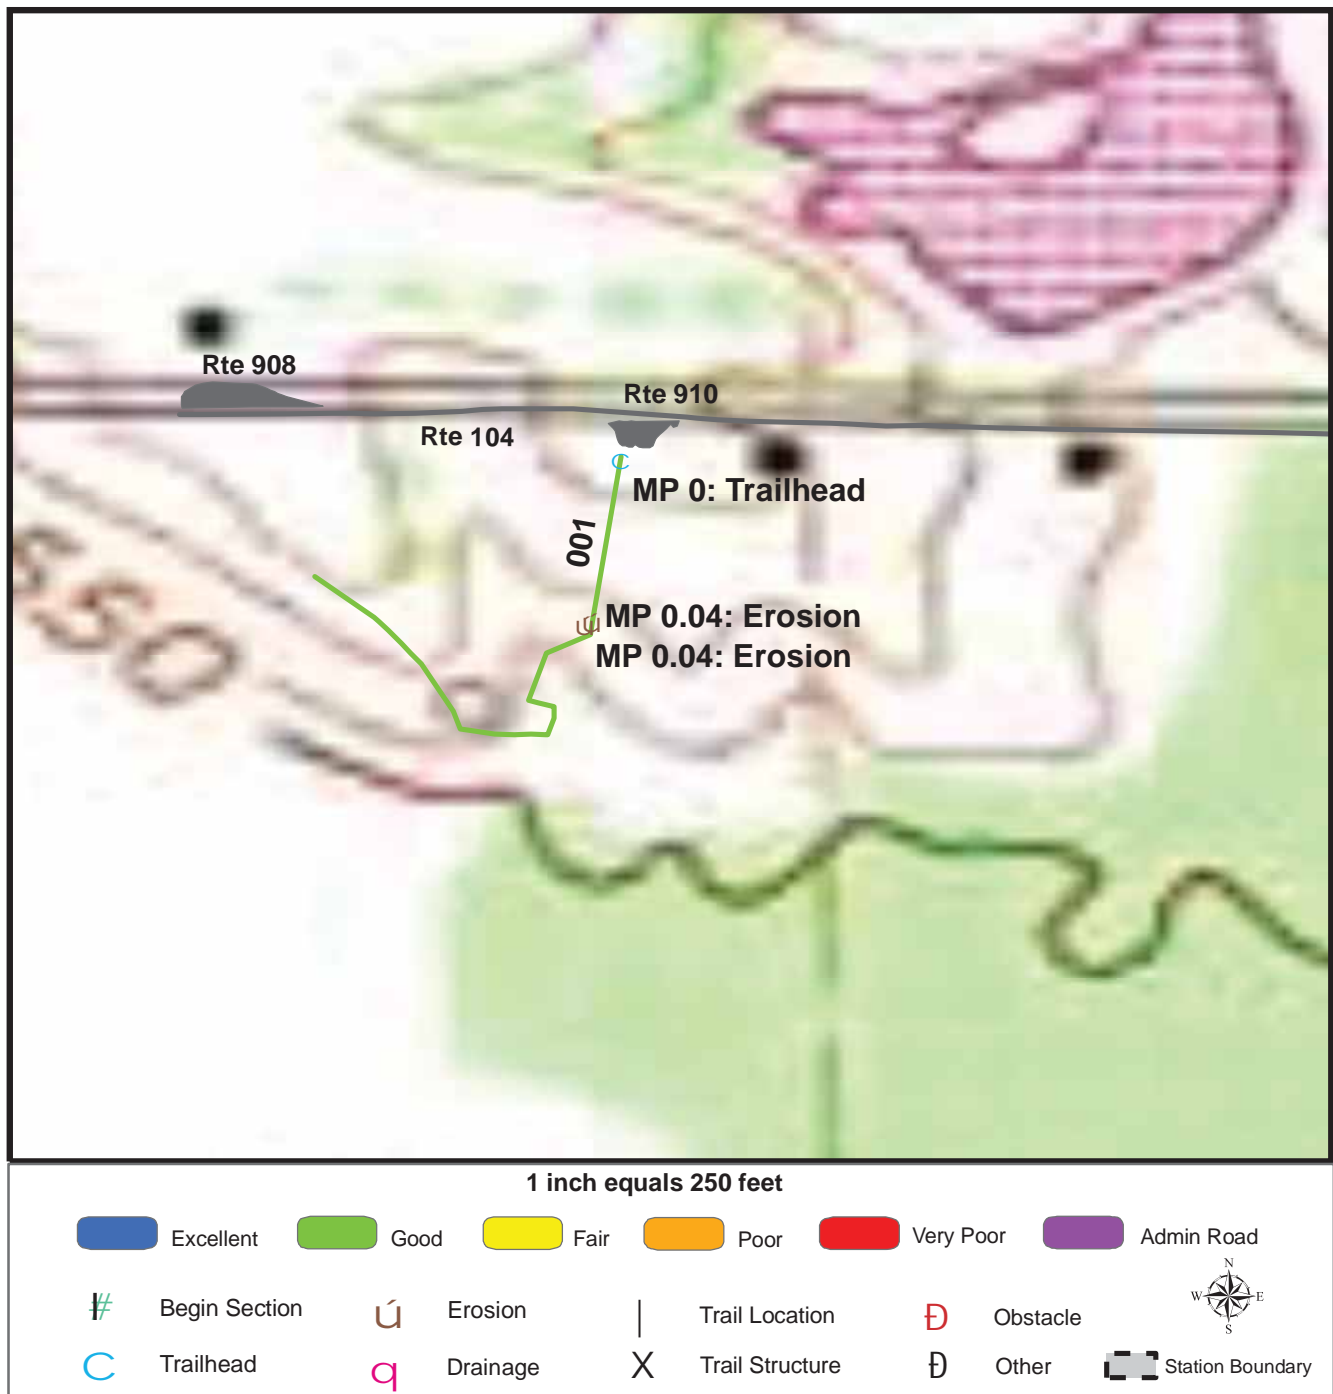 Rte 908
Rte 910
Rte 104
MP 0: Trailhead
001
MP 0.04: Erosion
MP 0.04: Erosion
550
1 inch equals 250 feet
Excellent
Good
Fair
Poor
Very Poor
Admin Road
Begin Section
ú Erosion
| Trail Location
Đ Obstacle
N
W E
S
C Trailhead
q Drainage
X Trail Structure
Đ Other
Station Boundary